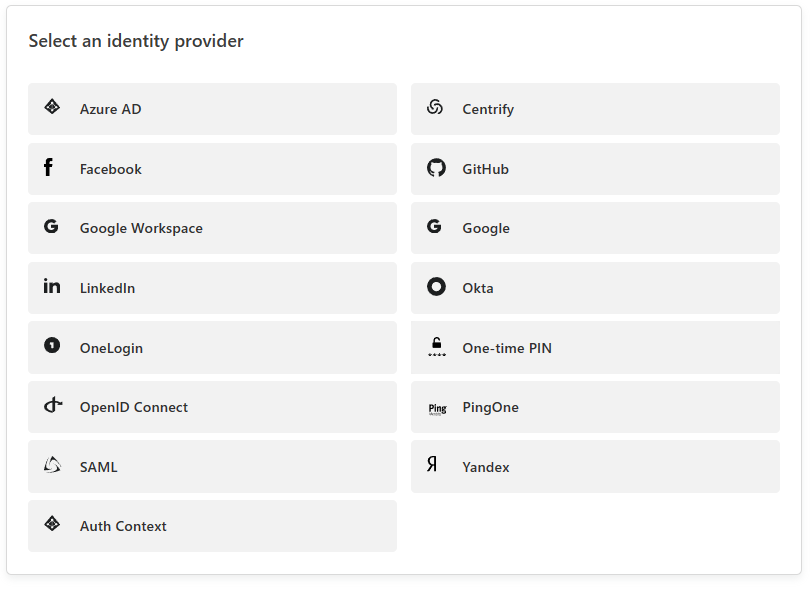 Select an identity provider
Azure AD
Centrify
Facebook
GitHub
Google Workspace
Google
LinkedIn
Okta
OneLogin
One-time PIN
OpenID Connect
Ping
PingOne
SAML
Yandex
Auth Context